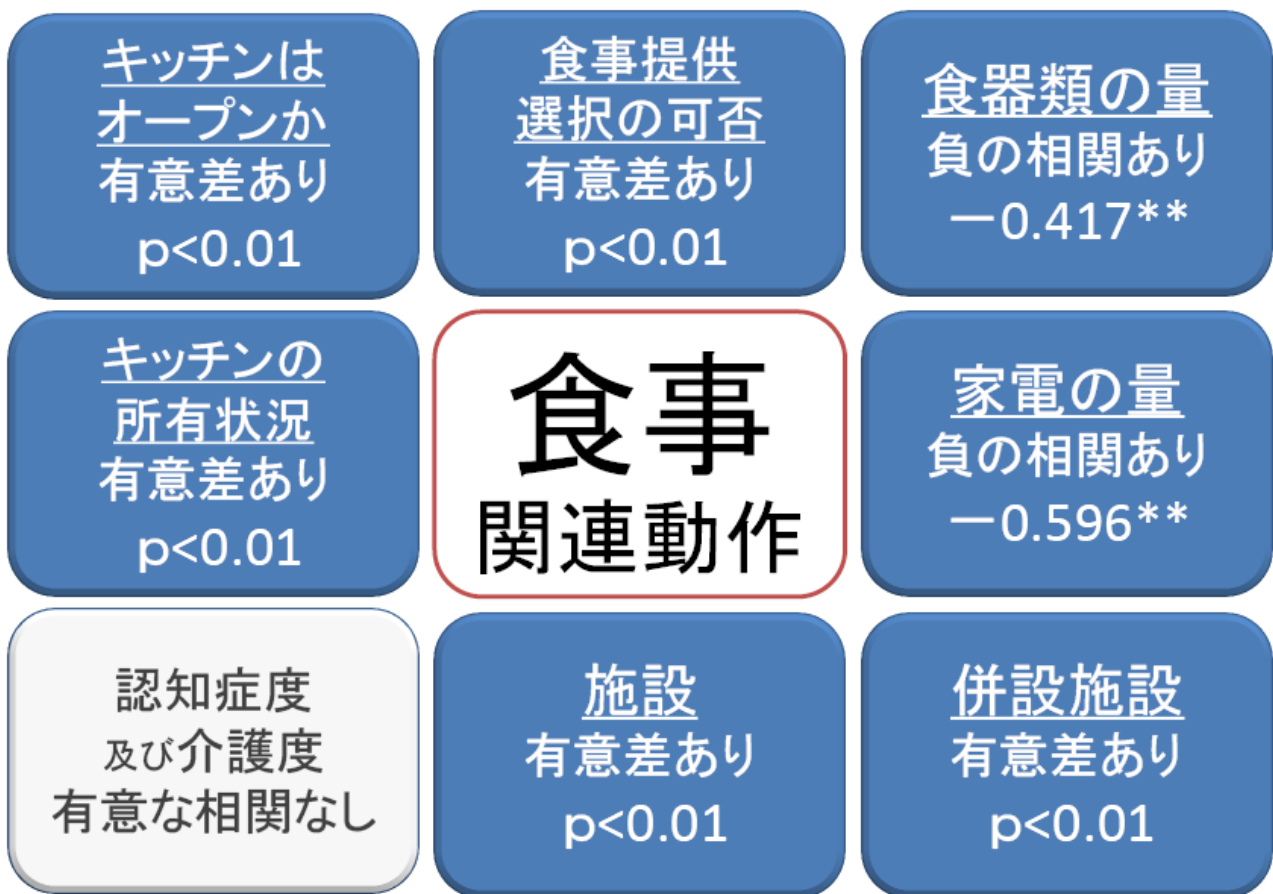 キッチンは
オープンか
有意差あり
p<0.01
食事提供
選択の可否
有意差あり
p<0.01
食器類の量
負の相関あり
－0.417**
キッチンの
所有状況
有意差あり
p<0.01
食事
関連動作
家電の量
負の相関あり
－0.596**
認知症度
及び介護度
有意な相関なし
施設
有意差あり
p<0.01
併設施設
有意差あり
p<0.01